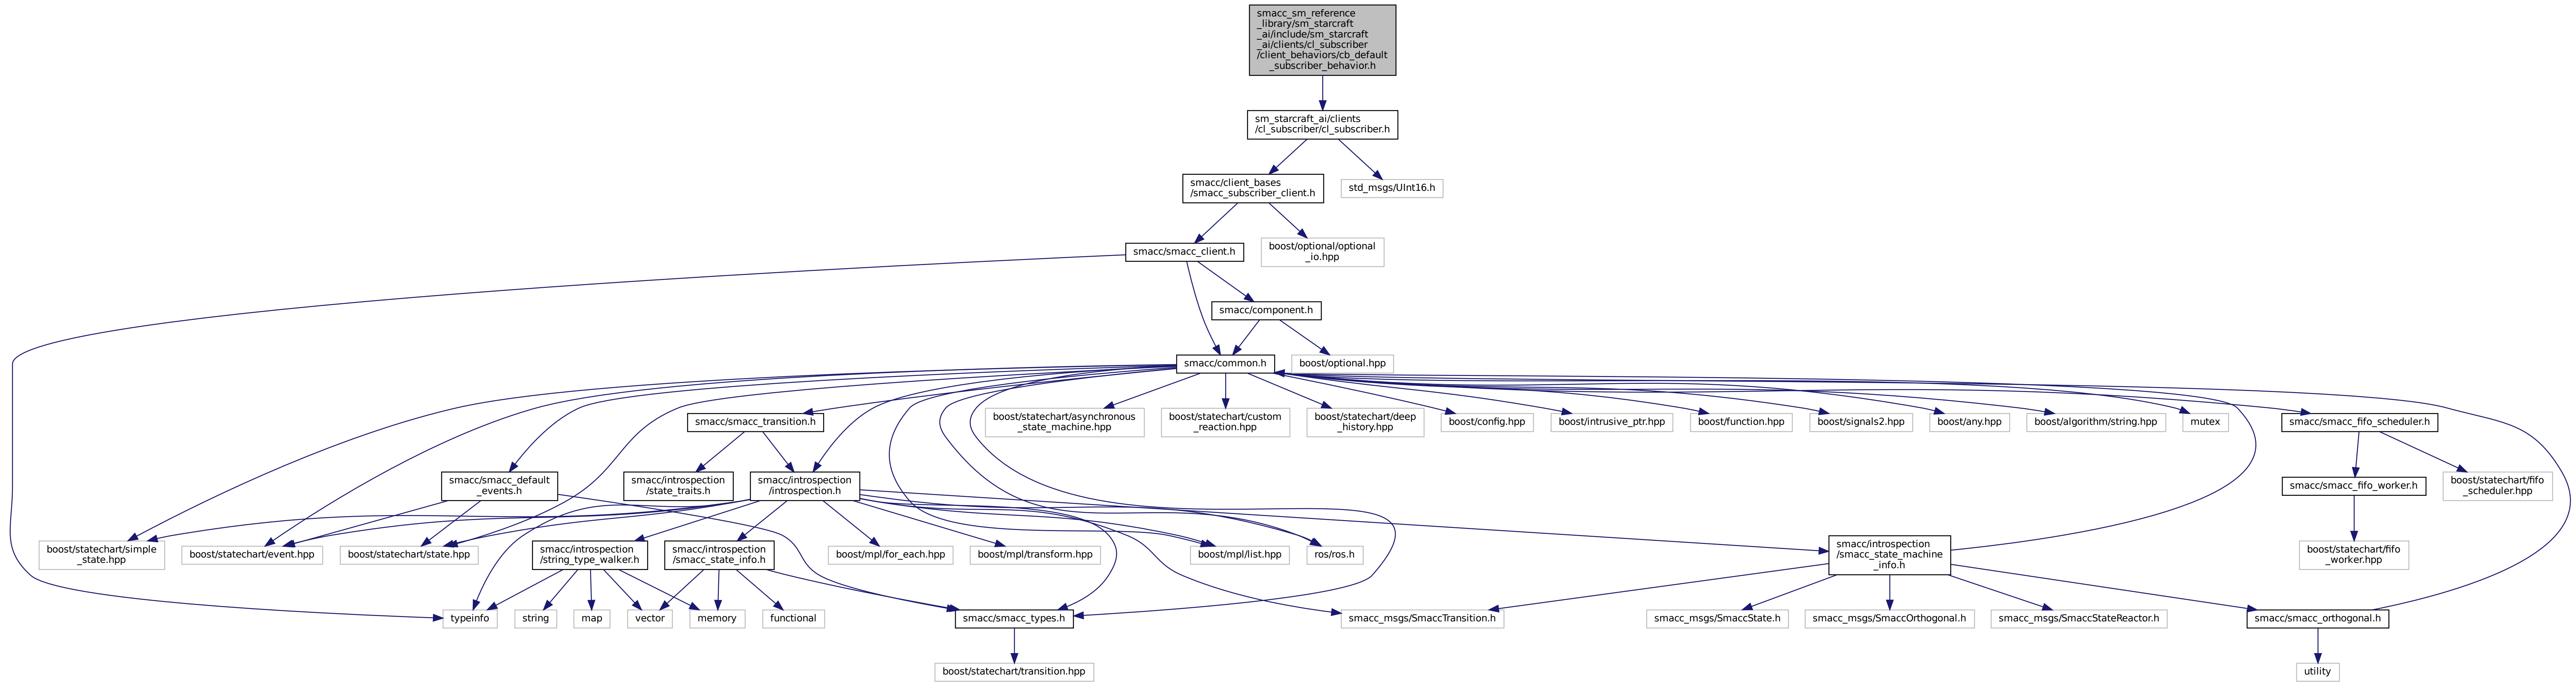 smacc_sm_reference
_library/sm_starcraft
_ai/include/sm_starcraft
_ai/clients/cl_subscriber
/client_behaviors/cb_default
_subscriber_behavior.h
sm_starcraft_ai/clients
/cl_subscriber/cl_subscriber.h
smacc/client_bases
/smacc_subscriber_client.h
std_msgs/UInt16.h
smacc/smacc_client.h
boost/optional/optional
_io.hpp
smacc/component.h
smacc/common.h
boost/optional.hpp
smacc/smacc_transition.h
boost/statechart/asynchronous
_state_machine.hpp
boost/statechart/custom
_reaction.hpp
boost/statechart/deep
_history.hpp
boost/config.hpp
boost/intrusive_ptr.hpp
boost/function.hpp
boost/signals2.hpp
boost/any.hpp
boost/algorithm/string.hpp
mutex
smacc/smacc_fifo_scheduler.h
smacc/smacc_default
_events.h
smacc/introspection
/state_traits.h
smacc/introspection
/introspection.h
smacc/smacc_fifo_worker.h
boost/statechart/fifo
_scheduler.hpp
boost/statechart/simple
_state.hpp
boost/statechart/event.hpp
boost/statechart/state.hpp
smacc/introspection
/string_type_walker.h
smacc/introspection
/smacc_state_info.h
boost/mpl/for_each.hpp
boost/mpl/transform.hpp
boost/mpl/list.hpp
ros/ros.h
smacc/introspection
/smacc_state_machine
_info.h
boost/statechart/fifo
_worker.hpp
typeinfo
string
map
vector
memory
functional
smacc/smacc_types.h
smacc_msgs/SmaccTransition.h
smacc_msgs/SmaccState.h
smacc_msgs/SmaccOrthogonal.h
smacc_msgs/SmaccStateReactor.h
smacc/smacc_orthogonal.h
boost/statechart/transition.hpp
utility